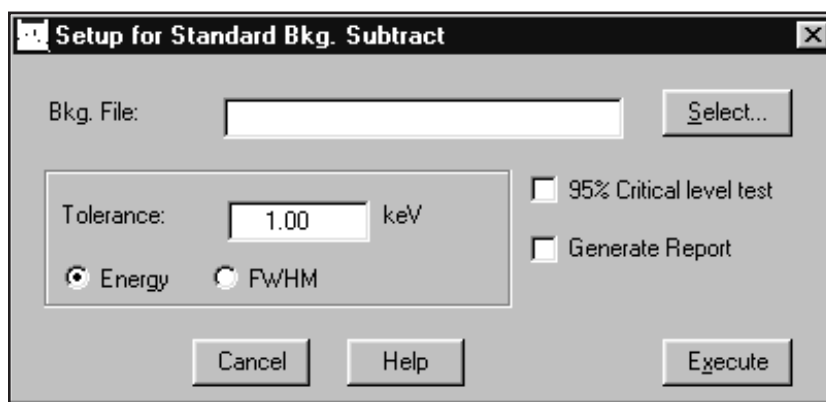 Setup for Standard Bkg. Subtract
Bkg. File:
Select...
Tolerance: 1.00 keV
Energy FWHM
95% Critical level test
Generate Report
Cancel Help Execute